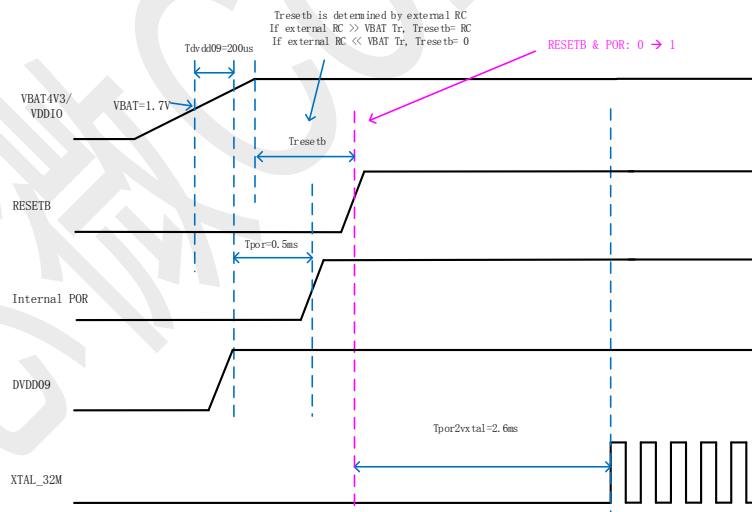 Tresetb is determined by external RC
If external RC >> VBAT Tr, Tresetb= RC
If external RC << VBAT Tr, Tresetb= 0
Tdvdd09=200us
RESETB & POR: 0 → 1
VBAT4V3/
VDDIO
VBAT=1.7V
Tresetb
RESETB
Tpor=0.5ms
Internal POR
DVDD09
Tpor2vxtal=2.6ms
XTAL_32M